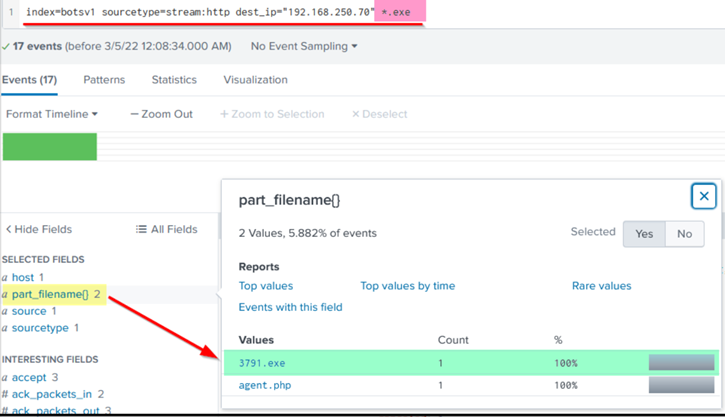 1 index=botsv1 sourcetype=stream:http dest_ip="192.168.250.70" *.exe
✓ 17 events (before 3/5/22 12:08:34.000 AM) No Event Sampling ▾
Events (17) Patterns Statistics Visualization
Format Timeline ▾ — Zoom Out + Zoom to Selection × Deselect
< Hide Fields ≔ All Fields
SELECTED FIELDS
a host 1
a part_filename{} 2
a source 1
a sourcetype 1
INTERESTING FIELDS
a accept 3
# ack_packets_in 2
# ack_packets_out 3
part_filename{} ×
2 Values, 5.882% of events Selected Yes No
Reports
Top values Top values by time Rare values
Events with this field
Values Count %
3791.exe 1 100%
agent.php 1 100%